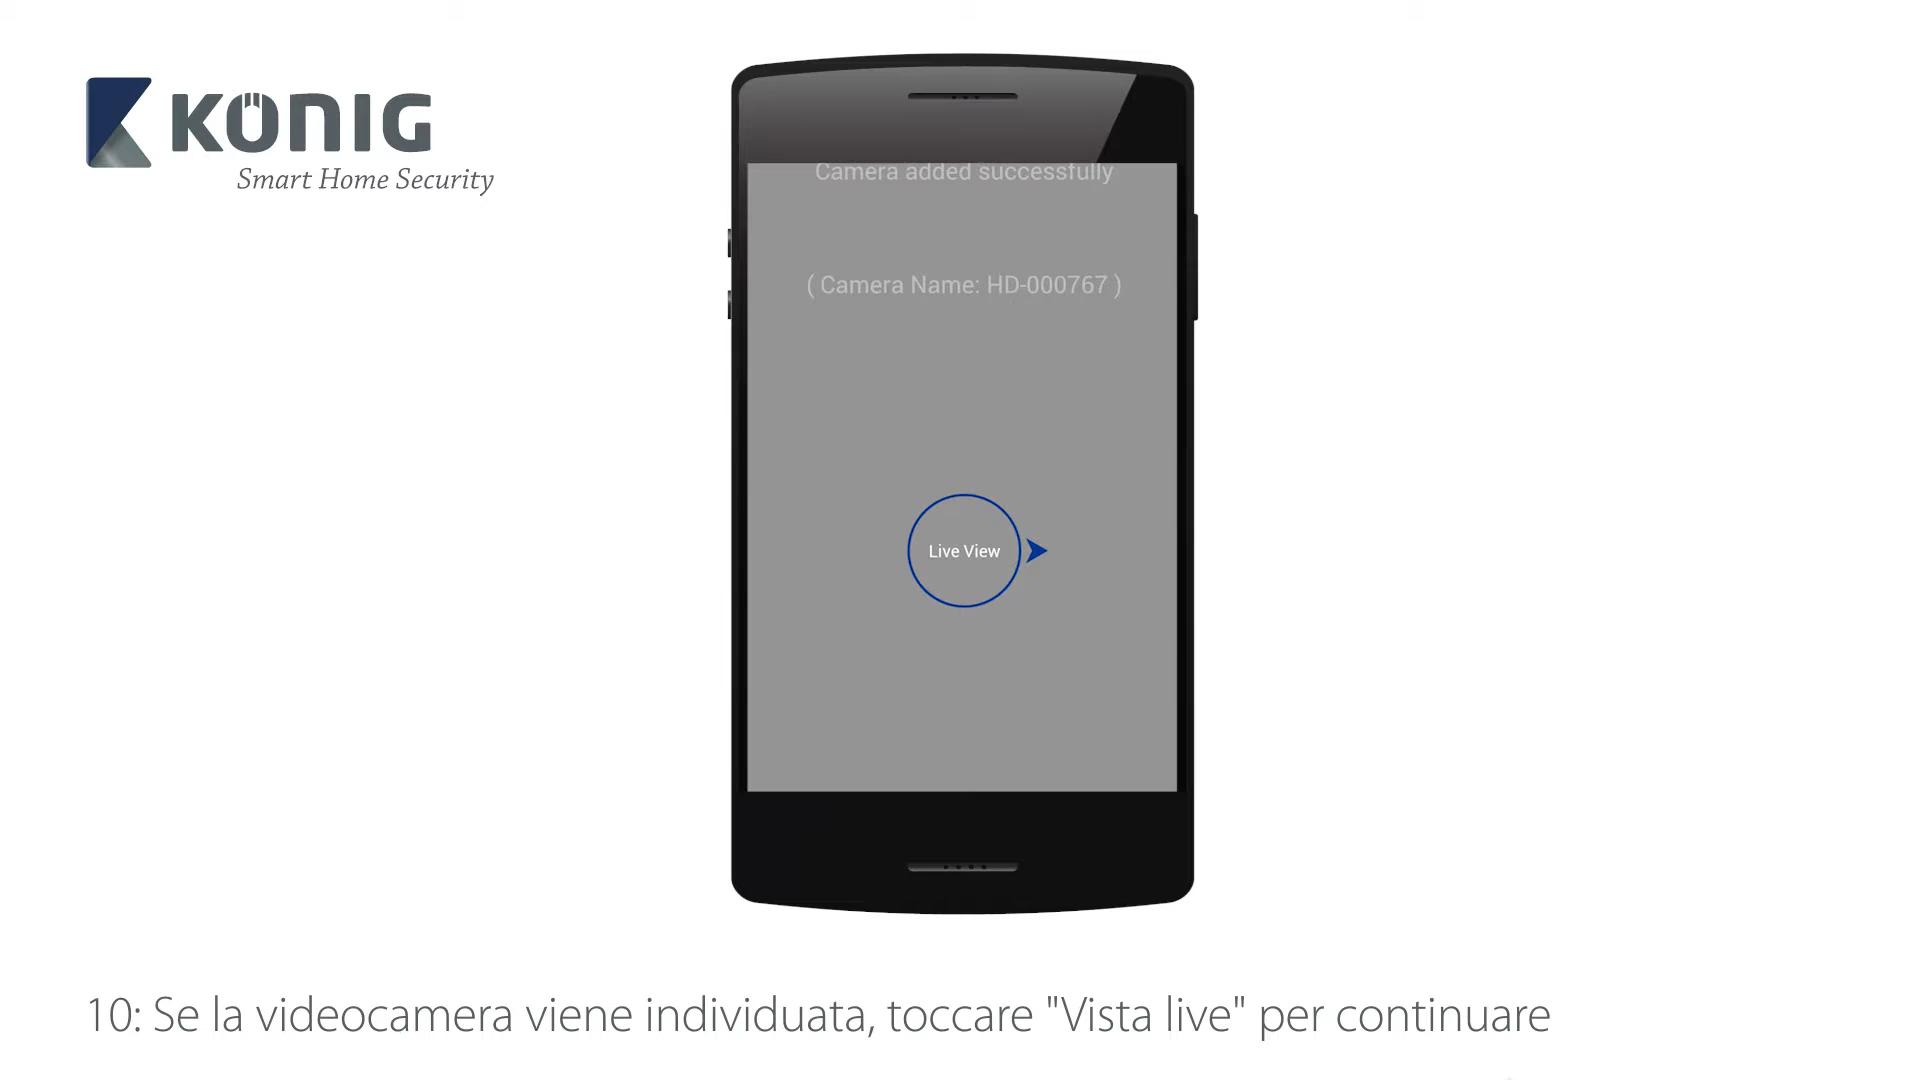 KÖNIG
Smart Home Security
Camera added successfully
( Camera Name: HD-000767 )
Live View
10: Se la videocamera viene individuata, toccare "Vista live" per continuare